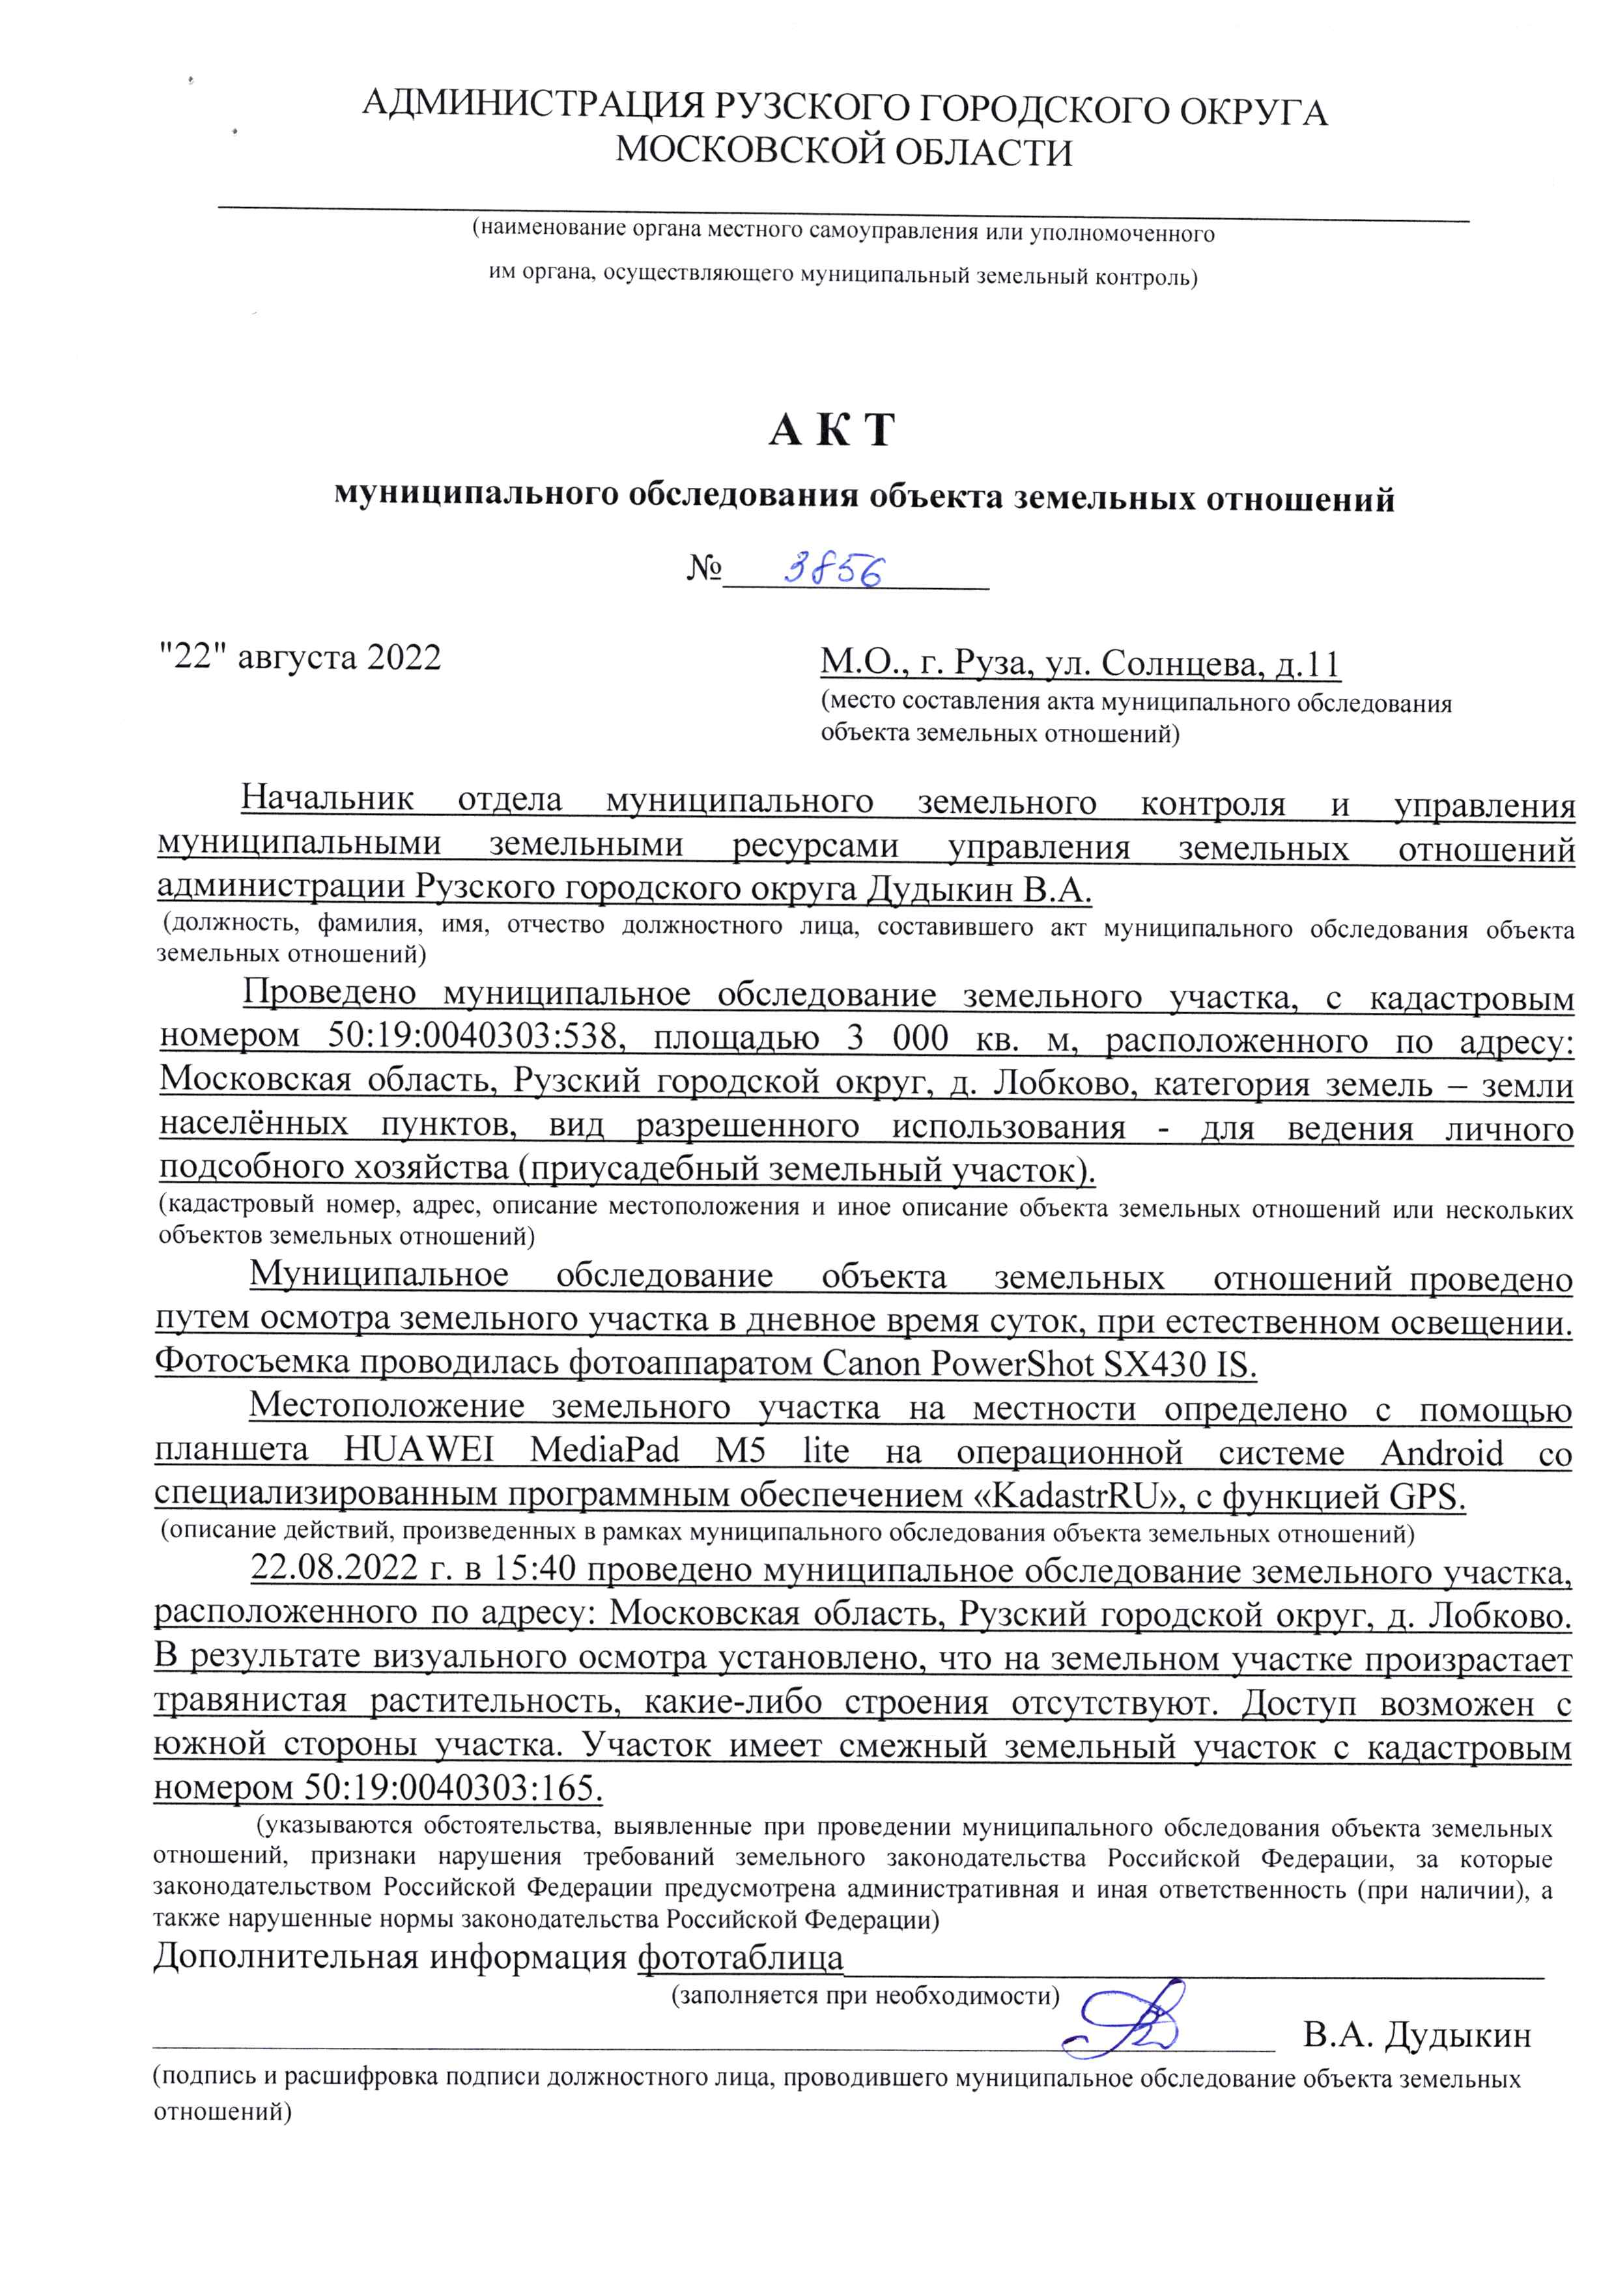 АДМИНИСТРАЦИЯ РУЗСКОГО ГОРОДСКОГО ОКРУГА
МОСКОВСКОЙ ОБЛАСТИ
(наименование органа местного самоуправления или уполномоченного
им органа, осуществляющего муниципальный земельный контроль)
А К Т
муниципального обследования объекта земельных отношений
№ 3856
"22" августа 2022
М.О., г. Руза, ул. Солнцева, д.11
(место составления акта муниципального обследования
объекта земельных отношений)
Начальник отдела муниципального земельного контроля и управления
муниципальными земельными ресурсами управления земельных отношений
администрации Рузского городского округа Дудыкин В.А.
(должность, фамилия, имя, отчество должностного лица, составившего акт муниципального обследования объекта
земельных отношений)
Проведено муниципальное обследование земельного участка, с кадастровым
номером 50:19:0040303:538, площадью 3 000 кв. м, расположенного по адресу:
Московская область, Рузский городской округ, д. Лобково, категория земель – земли
населённых пунктов, вид разрешенного использования - для ведения личного
подсобного хозяйства (приусадебный земельный участок).
(кадастровый номер, адрес, описание местоположения и иное описание объекта земельных отношений или нескольких
объектов земельных отношений)
Муниципальное обследование объекта земельных отношений проведено
путем осмотра земельного участка в дневное время суток, при естественном освещении.
Фотосъемка проводилась фотоаппаратом Canon PowerShot SX430 IS.
Местоположение земельного участка на местности определено с помощью
планшета HUAWEI MediaPad M5 lite на операционной системе Android со
специализированным программным обеспечением «KadastrRU», с функцией GPS.
(описание действий, произведенных в рамках муниципального обследования объекта земельных отношений)
22.08.2022 г. в 15:40 проведено муниципальное обследование земельного участка,
расположенного по адресу: Московская область, Рузский городской округ, д. Лобково.
В результате визуального осмотра установлено, что на земельном участке произрастает
травянистая растительность, какие-либо строения отсутствуют. Доступ возможен с
южной стороны участка. Участок имеет смежный земельный участок с кадастровым
номером 50:19:0040303:165.
(указываются обстоятельства, выявленные при проведении муниципального обследования объекта земельных
отношений, признаки нарушения требований земельного законодательства Российской Федерации, за которые
законодательством Российской Федерации предусмотрена административная и иная ответственность (при наличии), а
также нарушенные нормы законодательства Российской Федерации)
Дополнительная информация фототаблица
(заполняется при необходимости)
В.А. Дудыкин
(подпись и расшифровка подписи должностного лица, проводившего муниципальное обследование объекта земельных
отношений)